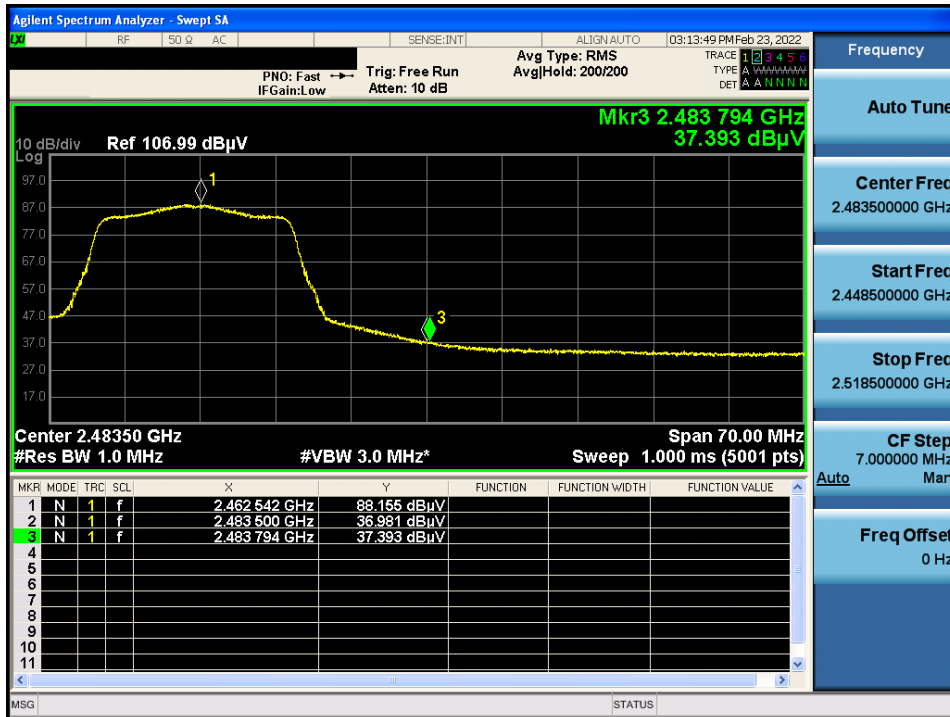 Agilent Spectrum Analyzer - Swept SA
LXI RF 50 Ω AC SENSE:INT ALIGN AUTO 03:13:49 PM Feb 23, 2022
Frequency
PNO: Fast
IFGain:Low
Trig: Free Run
Atten: 10 dB
Avg Type: RMS
Avg|Hold: 200/200
TRACE 1 2 3 4 5 6
TYPE A
DET A A N N N N
Mkr3 2.483 794 GHz
37.393 dBµV
10 dB/div Ref 106.99 dBµV
Log
97.0
87.0
77.0
67.0
57.0
47.0
37.0
27.0
17.0
1
3
Center 2.48350 GHz Span 70.00 MHz
#Res BW 1.0 MHz #VBW 3.0 MHz* Sweep 1.000 ms (5001 pts)
MKR MODE TRC SCL X Y FUNCTION FUNCTION WIDTH FUNCTION VALUE
1 N 1 f 2.462 542 GHz 88.155 dBµV
2 N 1 f 2.483 500 GHz 36.981 dBµV
3 N 1 f 2.483 794 GHz 37.393 dBµV
4
5
6
7
8
9
10
11
MSG STATUS
Auto Tune
Center Freq
2.483500000 GHz
Start Freq
2.448500000 GHz
Stop Freq
2.518500000 GHz
CF Step
7.000000 MHz
Auto Man
Freq Offset
0 Hz